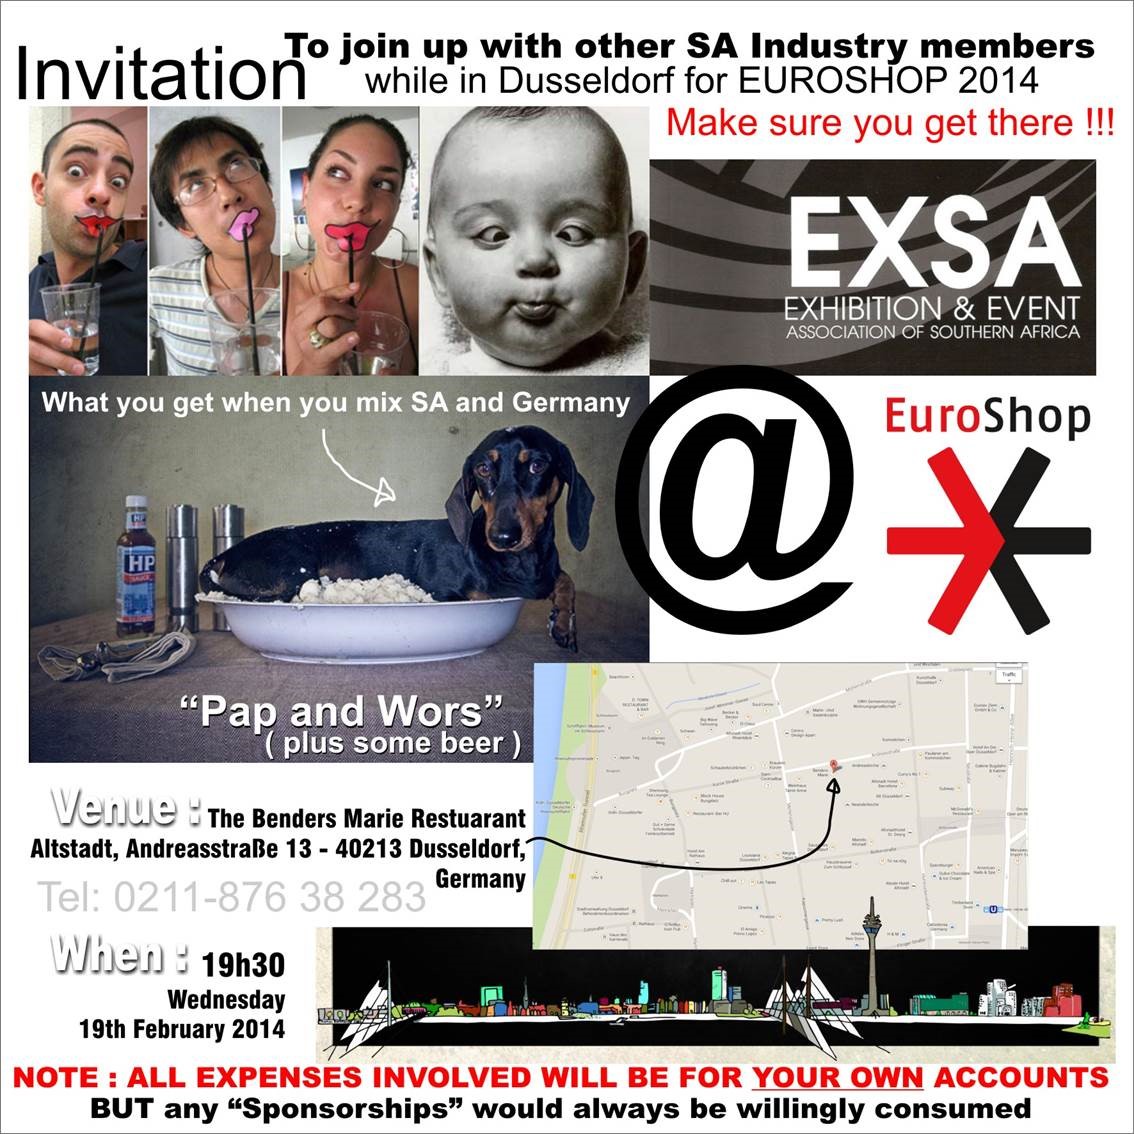 Invitation
To join up with other SA Industry members
while in Dusseldorf for EUROSHOP 2014
Make sure you get there !!!
EXSA
EXHIBITION & EVENT
ASSOCIATION OF SOUTHERN AFRICA
What you get when you mix SA and Germany
@
EuroShop
HP
HP
SAUCE
“Pap and Wors”
( plus some beer )
Traffic
Venue : The Benders Marie Restuarant
Altstadt, Andreasstraße 13 - 40213 Dusseldorf,
Germany
Tel: 0211-876 38 283
When : 19h30
Wednesday
19th February 2014
NOTE : ALL EXPENSES INVOLVED WILL BE FOR YOUR OWN ACCOUNTS
BUT any “Sponsorships” would always be willingly consumed